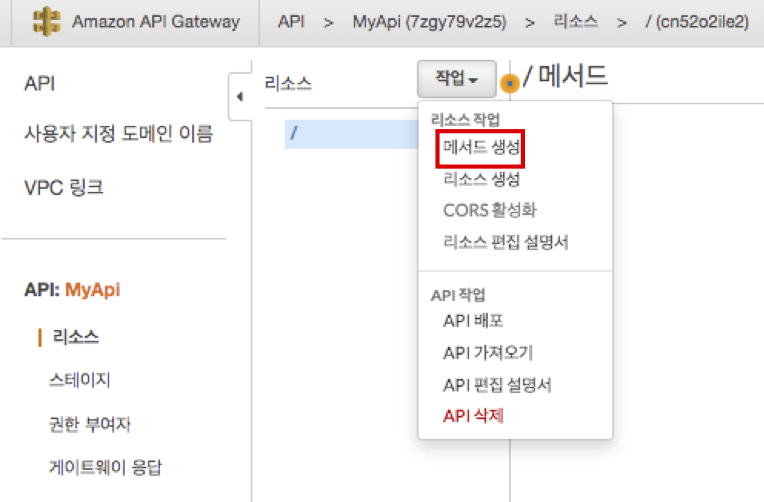 Amazon API Gateway API > MyApi (7zgy79v2z5) > 리소스 > / (cn52o2ile2)
API
사용자 지정 도메인 이름
VPC 링크
API: MyApi
리소스
스테이지
권한 부여자
게이트웨이 응답
리소스
작업
/ 메서드
/
리소스 작업
메서드 생성
리소스 생성
CORS 활성화
리소스 편집 설명서
API 작업
API 배포
API 가져오기
API 편집 설명서
API 삭제